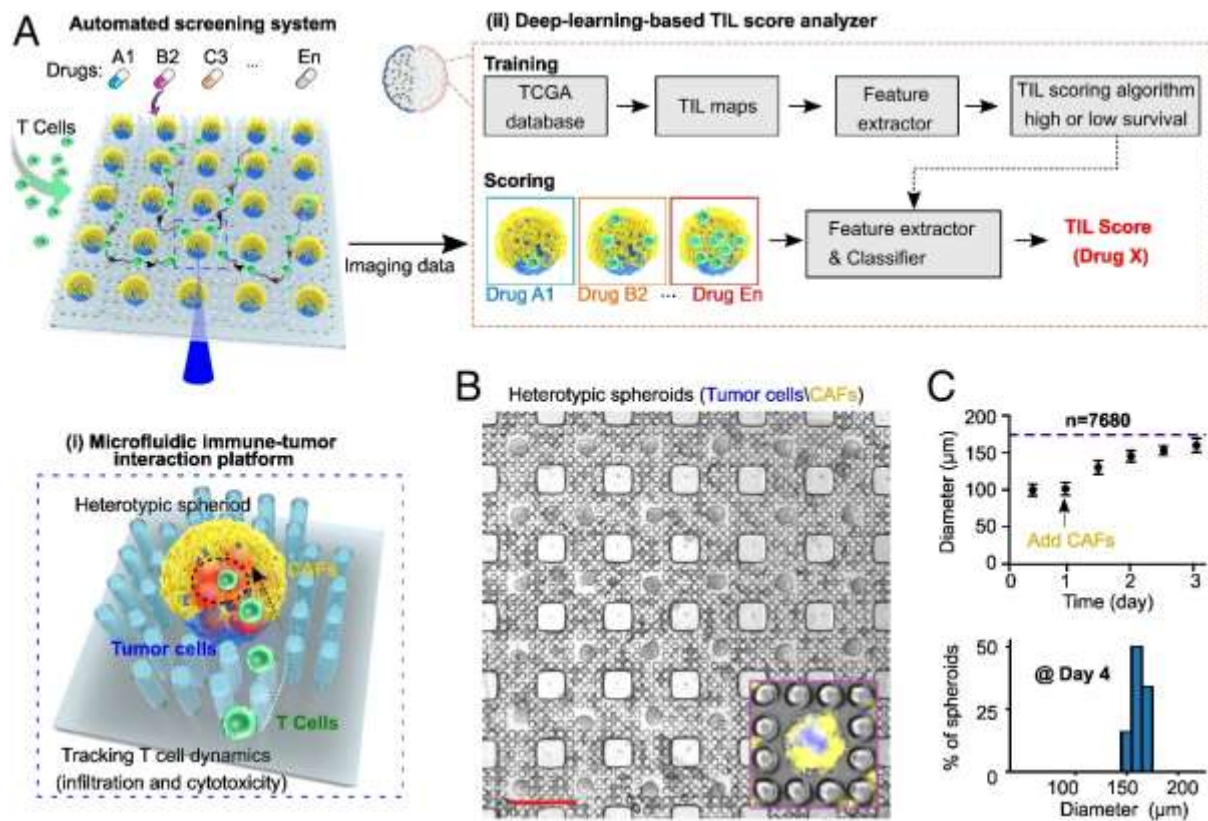 A
Automated screening system
Drugs:
A1
B2
C3
...
En
T Cells
Imaging data
(ii) Deep-learning-based TIL score analyzer
Training
TCGA
database
TIL maps
Feature
extractor
TIL scoring algorithm
high or low survival
Scoring
Drug A1
Drug B2
...
Drug En
Feature extractor
& Classifier
TIL Score
(Drug X)
(i) Microfluidic immune-tumor
interaction platform
Heterotypic spheriod
CAFs
Tumor cells
T Cells
Tracking T cell dynamics
(infiltration and cytotoxicity)
B
Heterotypic spheroids (Tumor cells\CAFs)
C
n=7680
Diameter (µm)
200
150
100
50
0
Add CAFs
0
1
2
3
Time (day)
% of spheroids
50
25
0
@ Day 4
100
150
200
Diameter (µm)